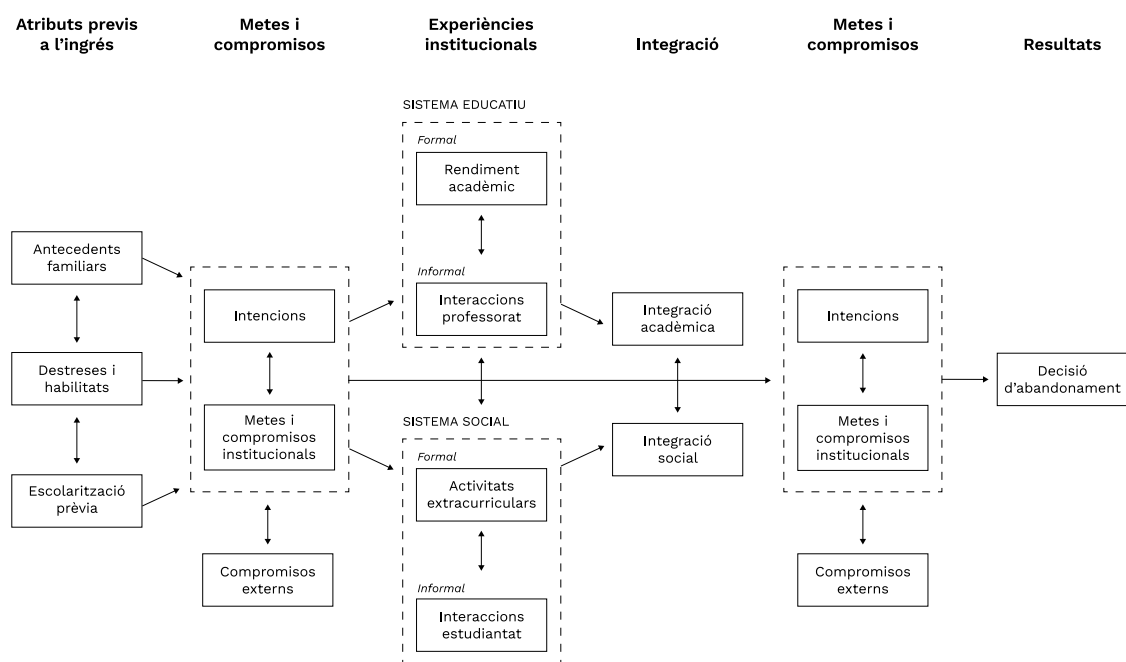 Atributs previs
a l’ingrés
Metes i
compromisos
Experiències
institucionals
Integració
Metes i
compromisos
Resultats
SISTEMA EDUCATIU
Formal
Rendiment
acadèmic
Informal
Interaccions
professorat
Antecedents
familiars
Destreses i
habilitats
Escolarització
prèvia
Intencions
Metes i
compromisos
institucionals
Compromisos
externs
SISTEMA SOCIAL
Formal
Activitats
extracurriculars
Informal
Interaccions
estudiantat
Integració
acadèmica
Integració
social
Intencions
Metes i
compromisos
institucionals
Compromisos
externs
Decisió
d’abandonament